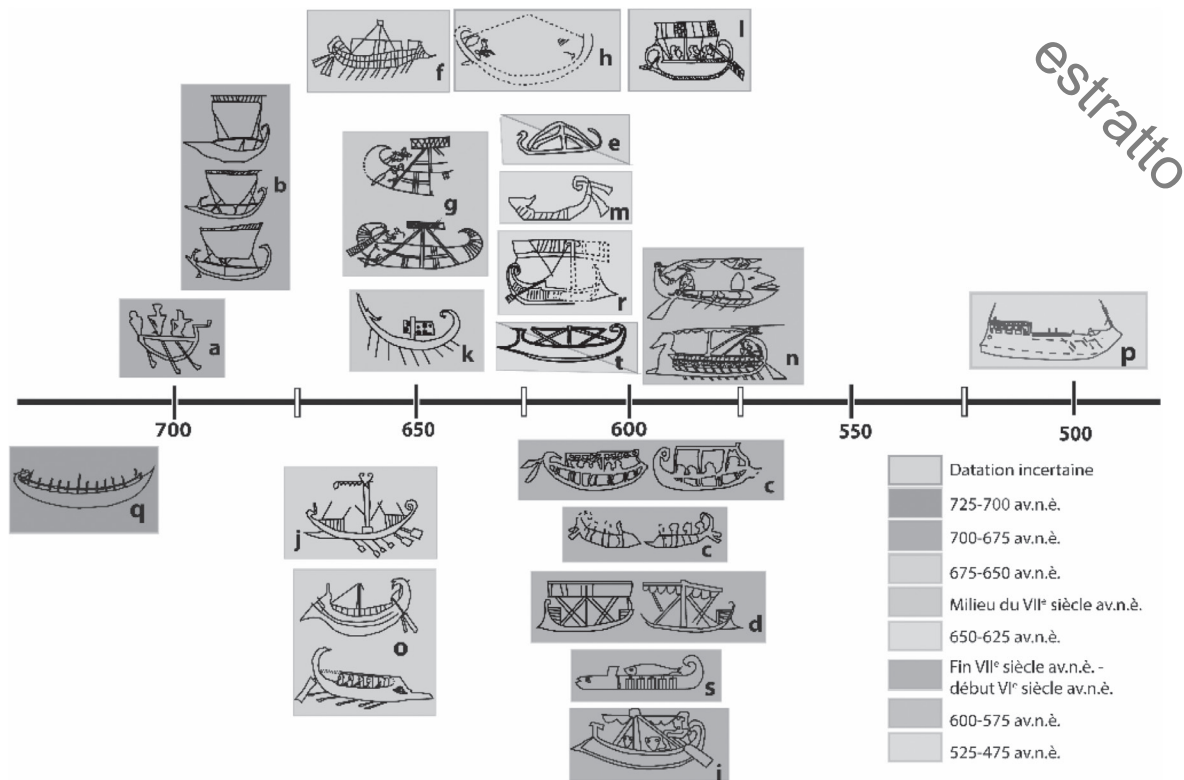 f
h
l
estratto
b
g
e
m
r
a
k
t
n
p
700
650
600
550
500
q
j
c
c
o
d
s
i
Datation incertaine
725-700 av.n.è.
700-675 av.n.è.
675-650 av.n.è.
Milieu du VIIe siècle av.n.è.
650-625 av.n.è.
Fin VIIe siècle av.n.è. -
début VIe siècle av.n.è.
600-575 av.n.è.
525-475 av.n.è.